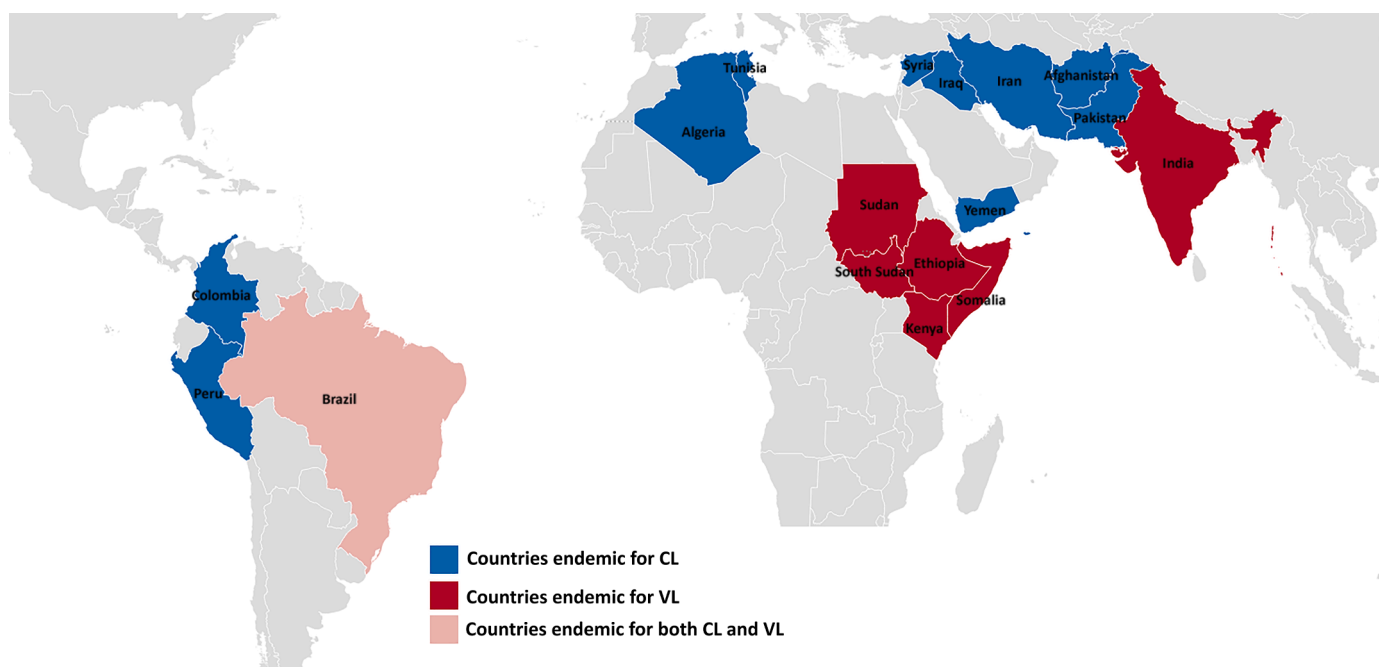 Tunisia
Algeria
Syria
Iraq
Iran
Afghanistan
Pakistan
India
Yemen
Sudan
South Sudan
Ethiopia
Somalia
Kenya
Colombia
Peru
Brazil
Countries endemic for CL
Countries endemic for VL
Countries endemic for both CL and VL